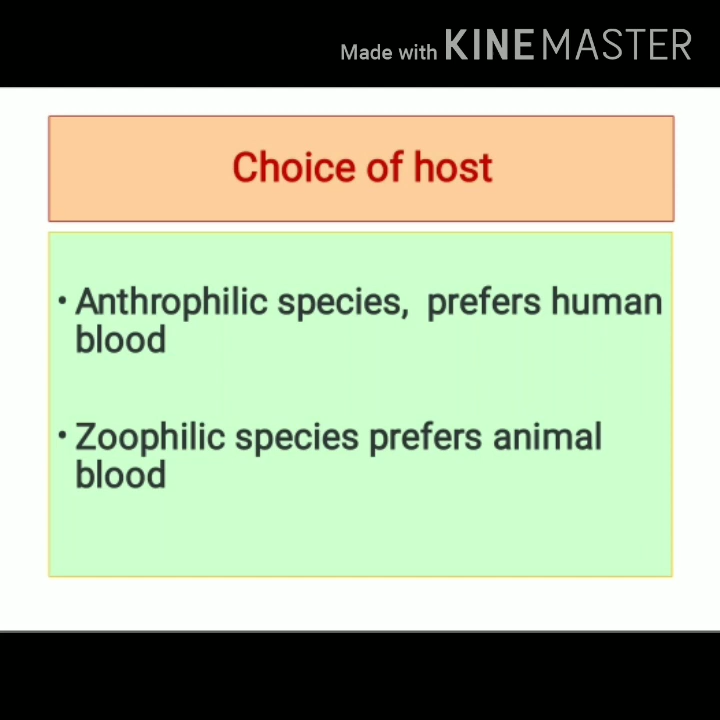 Made with KINEMASTER
Choice of host
• Anthrophilic species, prefers human
blood
• Zoophilic species prefers animal
blood